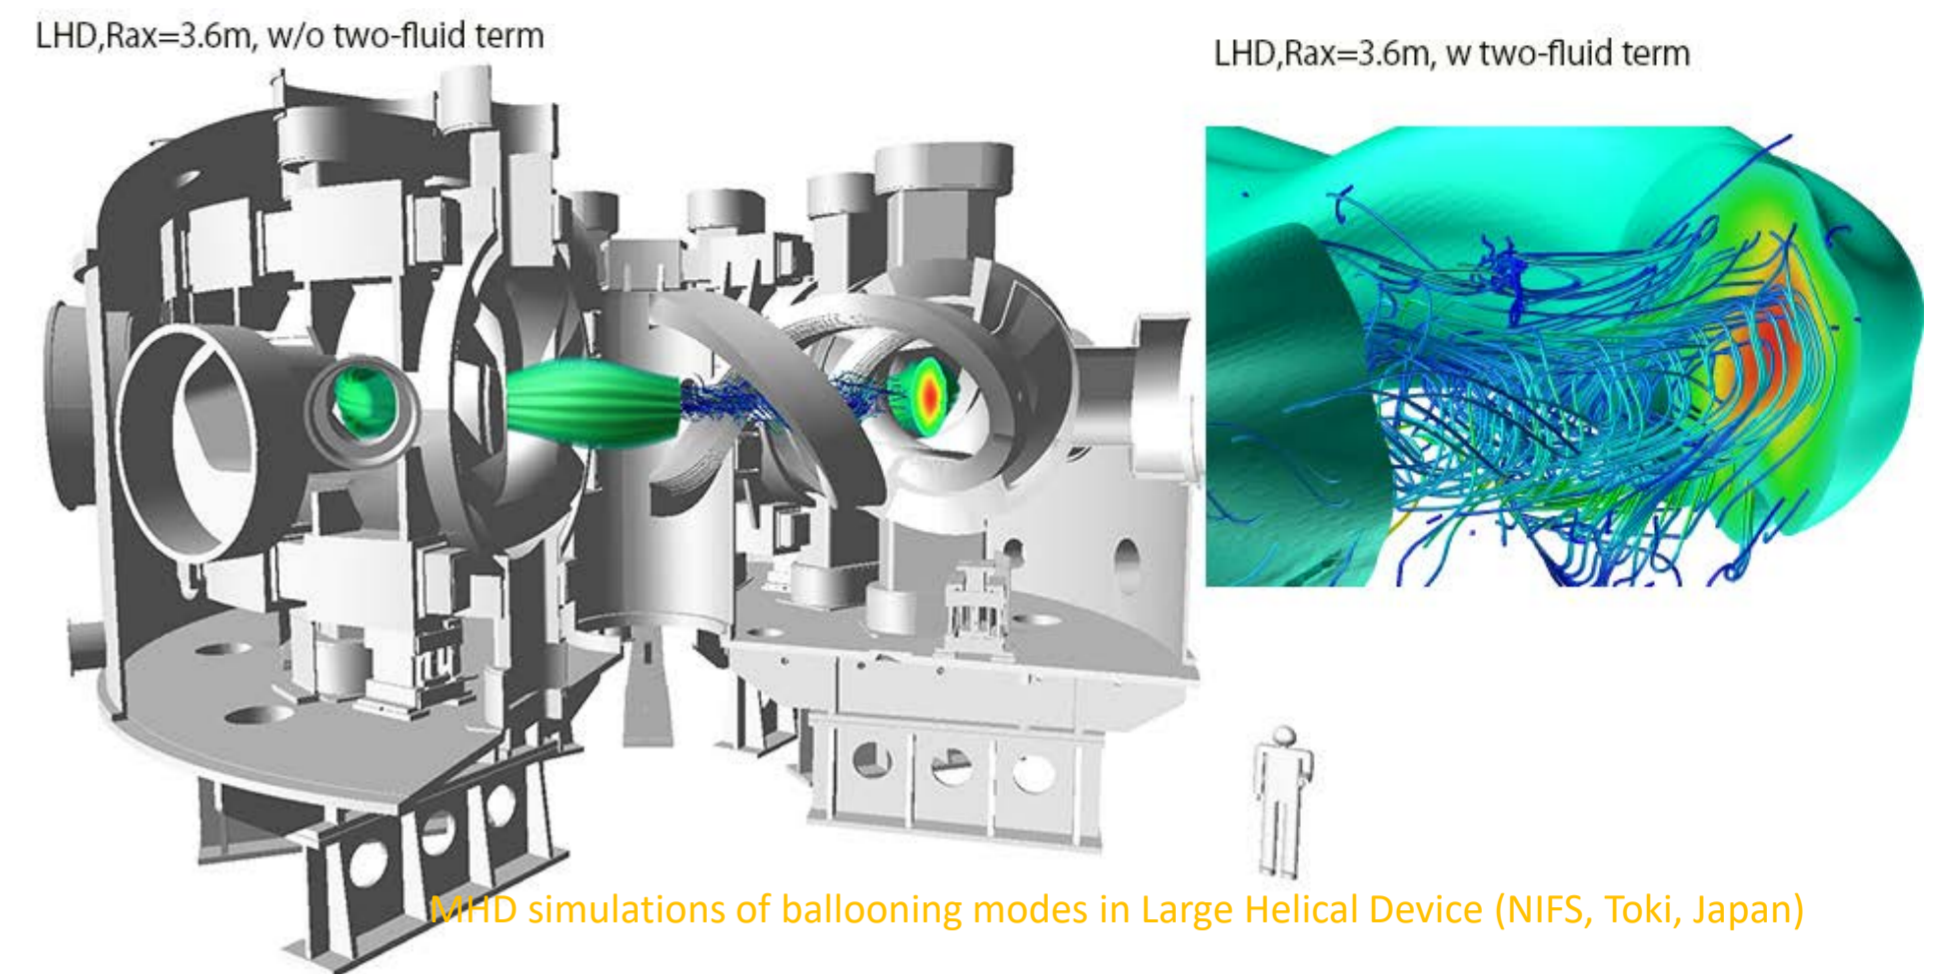 LHD,Rax=3.6m, w/o two-fluid term
LHD,Rax=3.6m, w two-fluid term
MHD simulations of ballooning modes in Large Helical Device (NIFS, Toki, Japan)